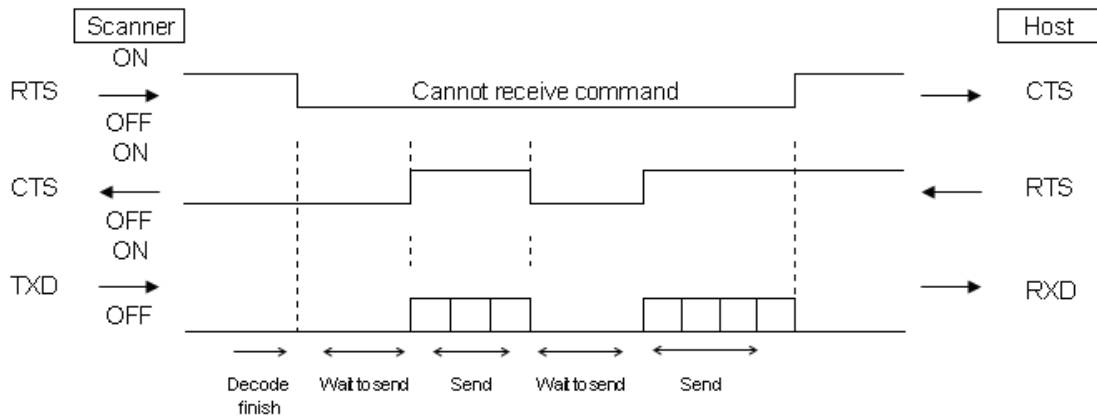 Scanner
Host
ON
RTS
Cannot receive command
CTS
OFF
ON
CTS
RTS
OFF
ON
TXD
RXD
OFF
Decode finish
Wait to send
Send
Wait to send
Send